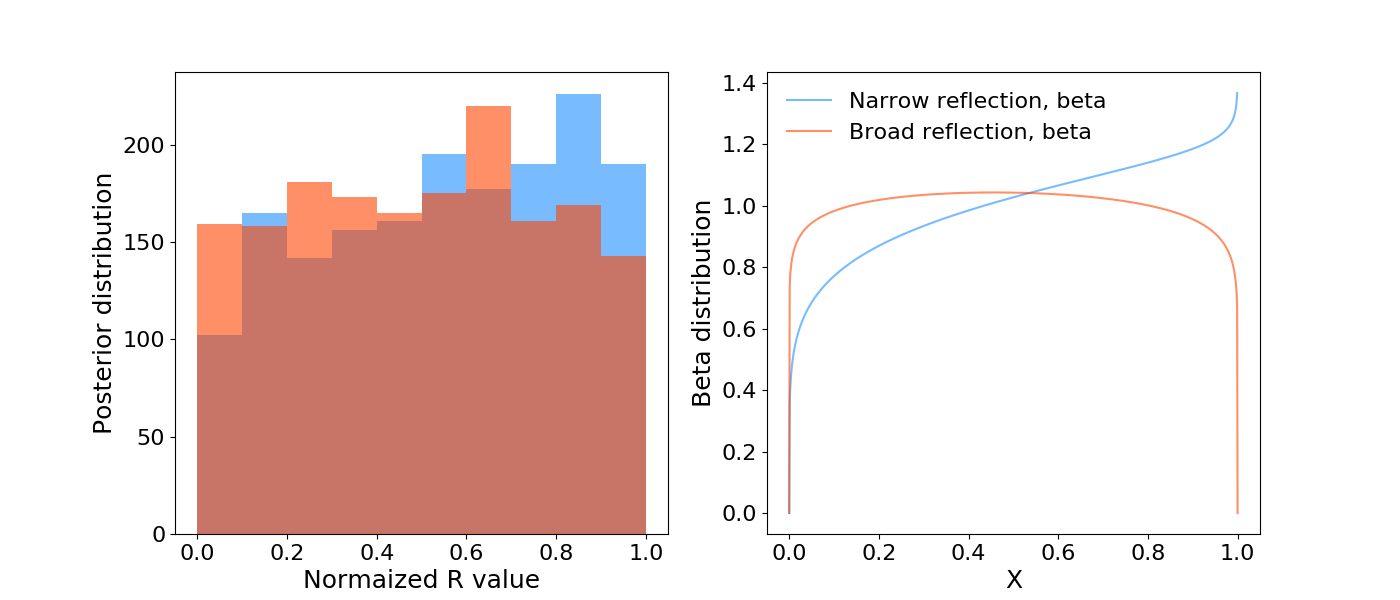 Posterior distribution
200
150
100
50
0
0.0 0.2 0.4 0.6 0.8 1.0
Normaized R value
Beta distribution
1.4
1.2
1.0
0.8
0.6
0.4
0.2
0.0
Narrow reflection, beta
Broad reflection, beta
0.0 0.2 0.4 0.6 0.8 1.0
X